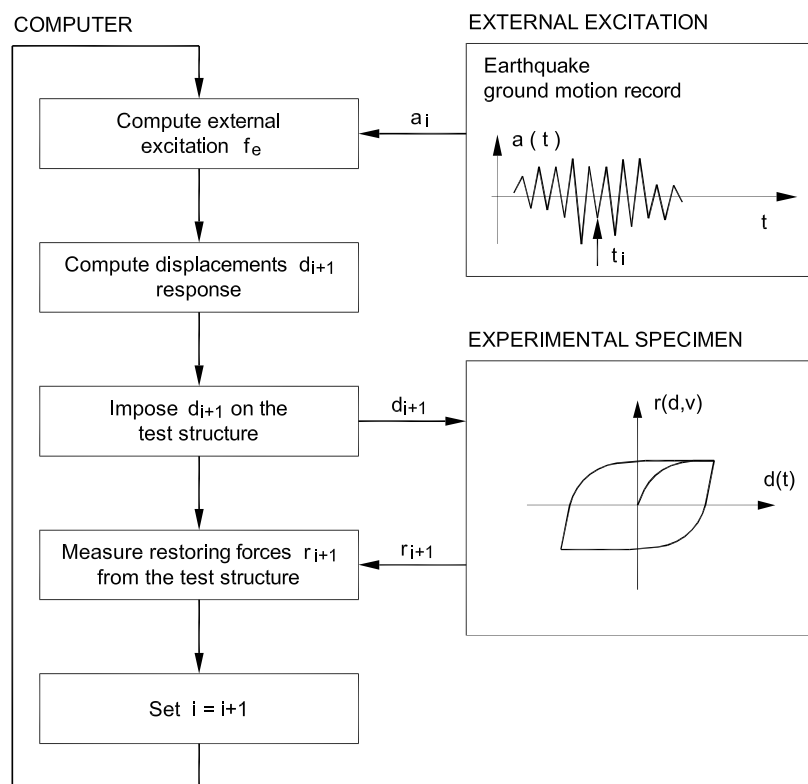 COMPUTER
Compute external
excitation fe
Compute displacements di+1
response
Impose di+1 on the
test structure
Measure restoring forces ri+1
from the test structure
Set i = i+1
EXTERNAL EXCITATION
Earthquake
ground motion record
ai
a (t)
t
ti
EXPERIMENTAL SPECIMEN
di+1
r(d,v)
d(t)
ri+1